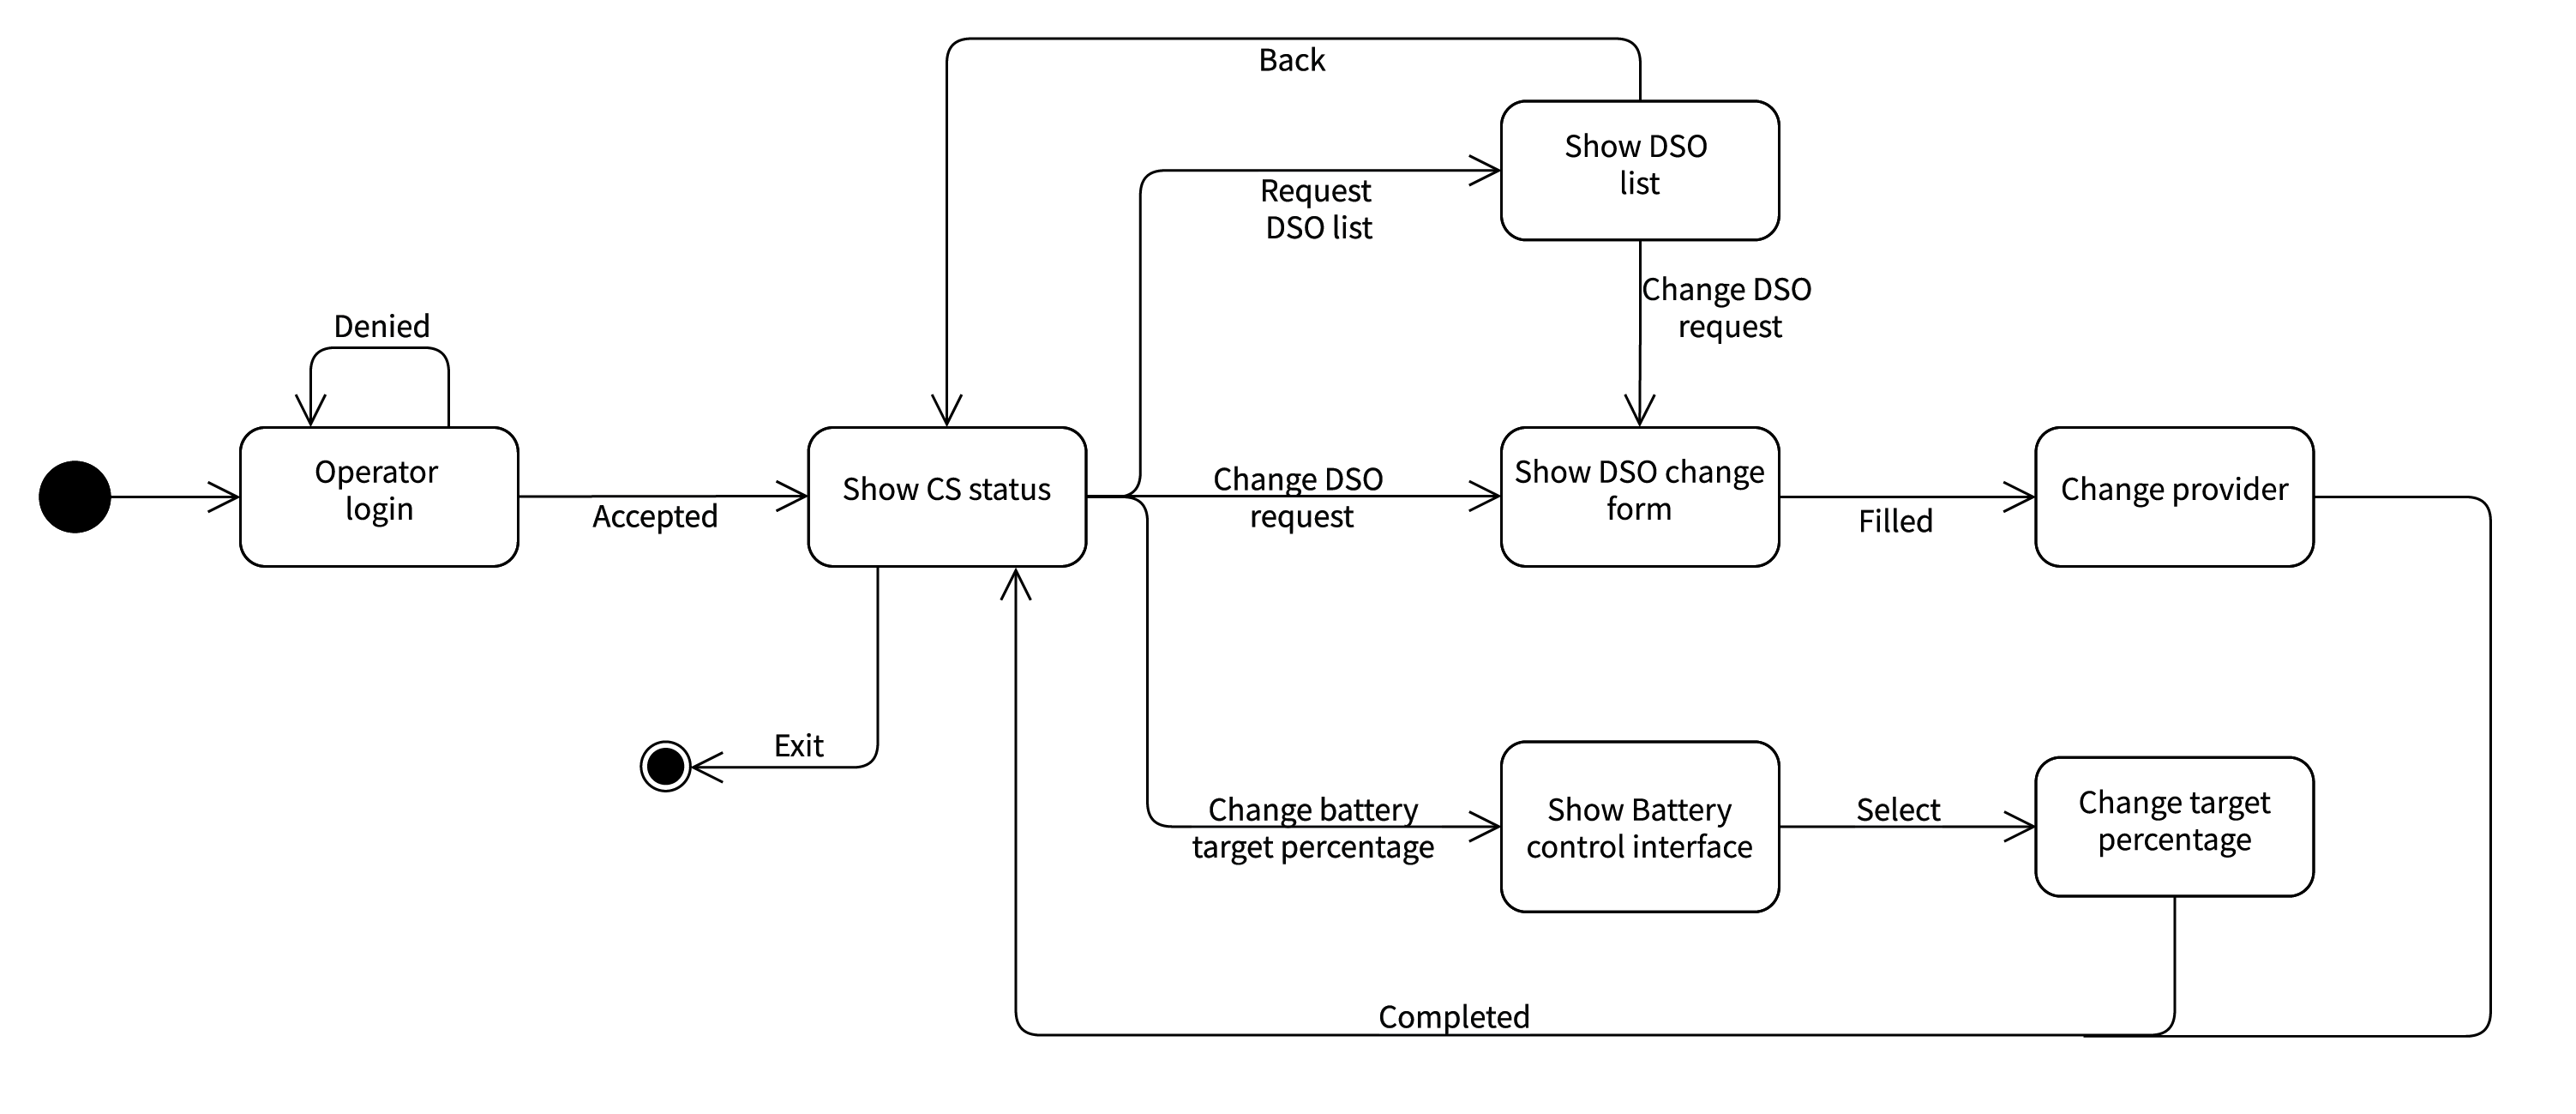 Back
Show DSO
list
Request
DSO list
Change DSO
request
Denied
Operator
login
Accepted
Show CS status
Change DSO
request
Show DSO change
form
Filled
Change provider
Exit
Change battery
target percentage
Show Battery
control interface
Select
Change target
percentage
Completed